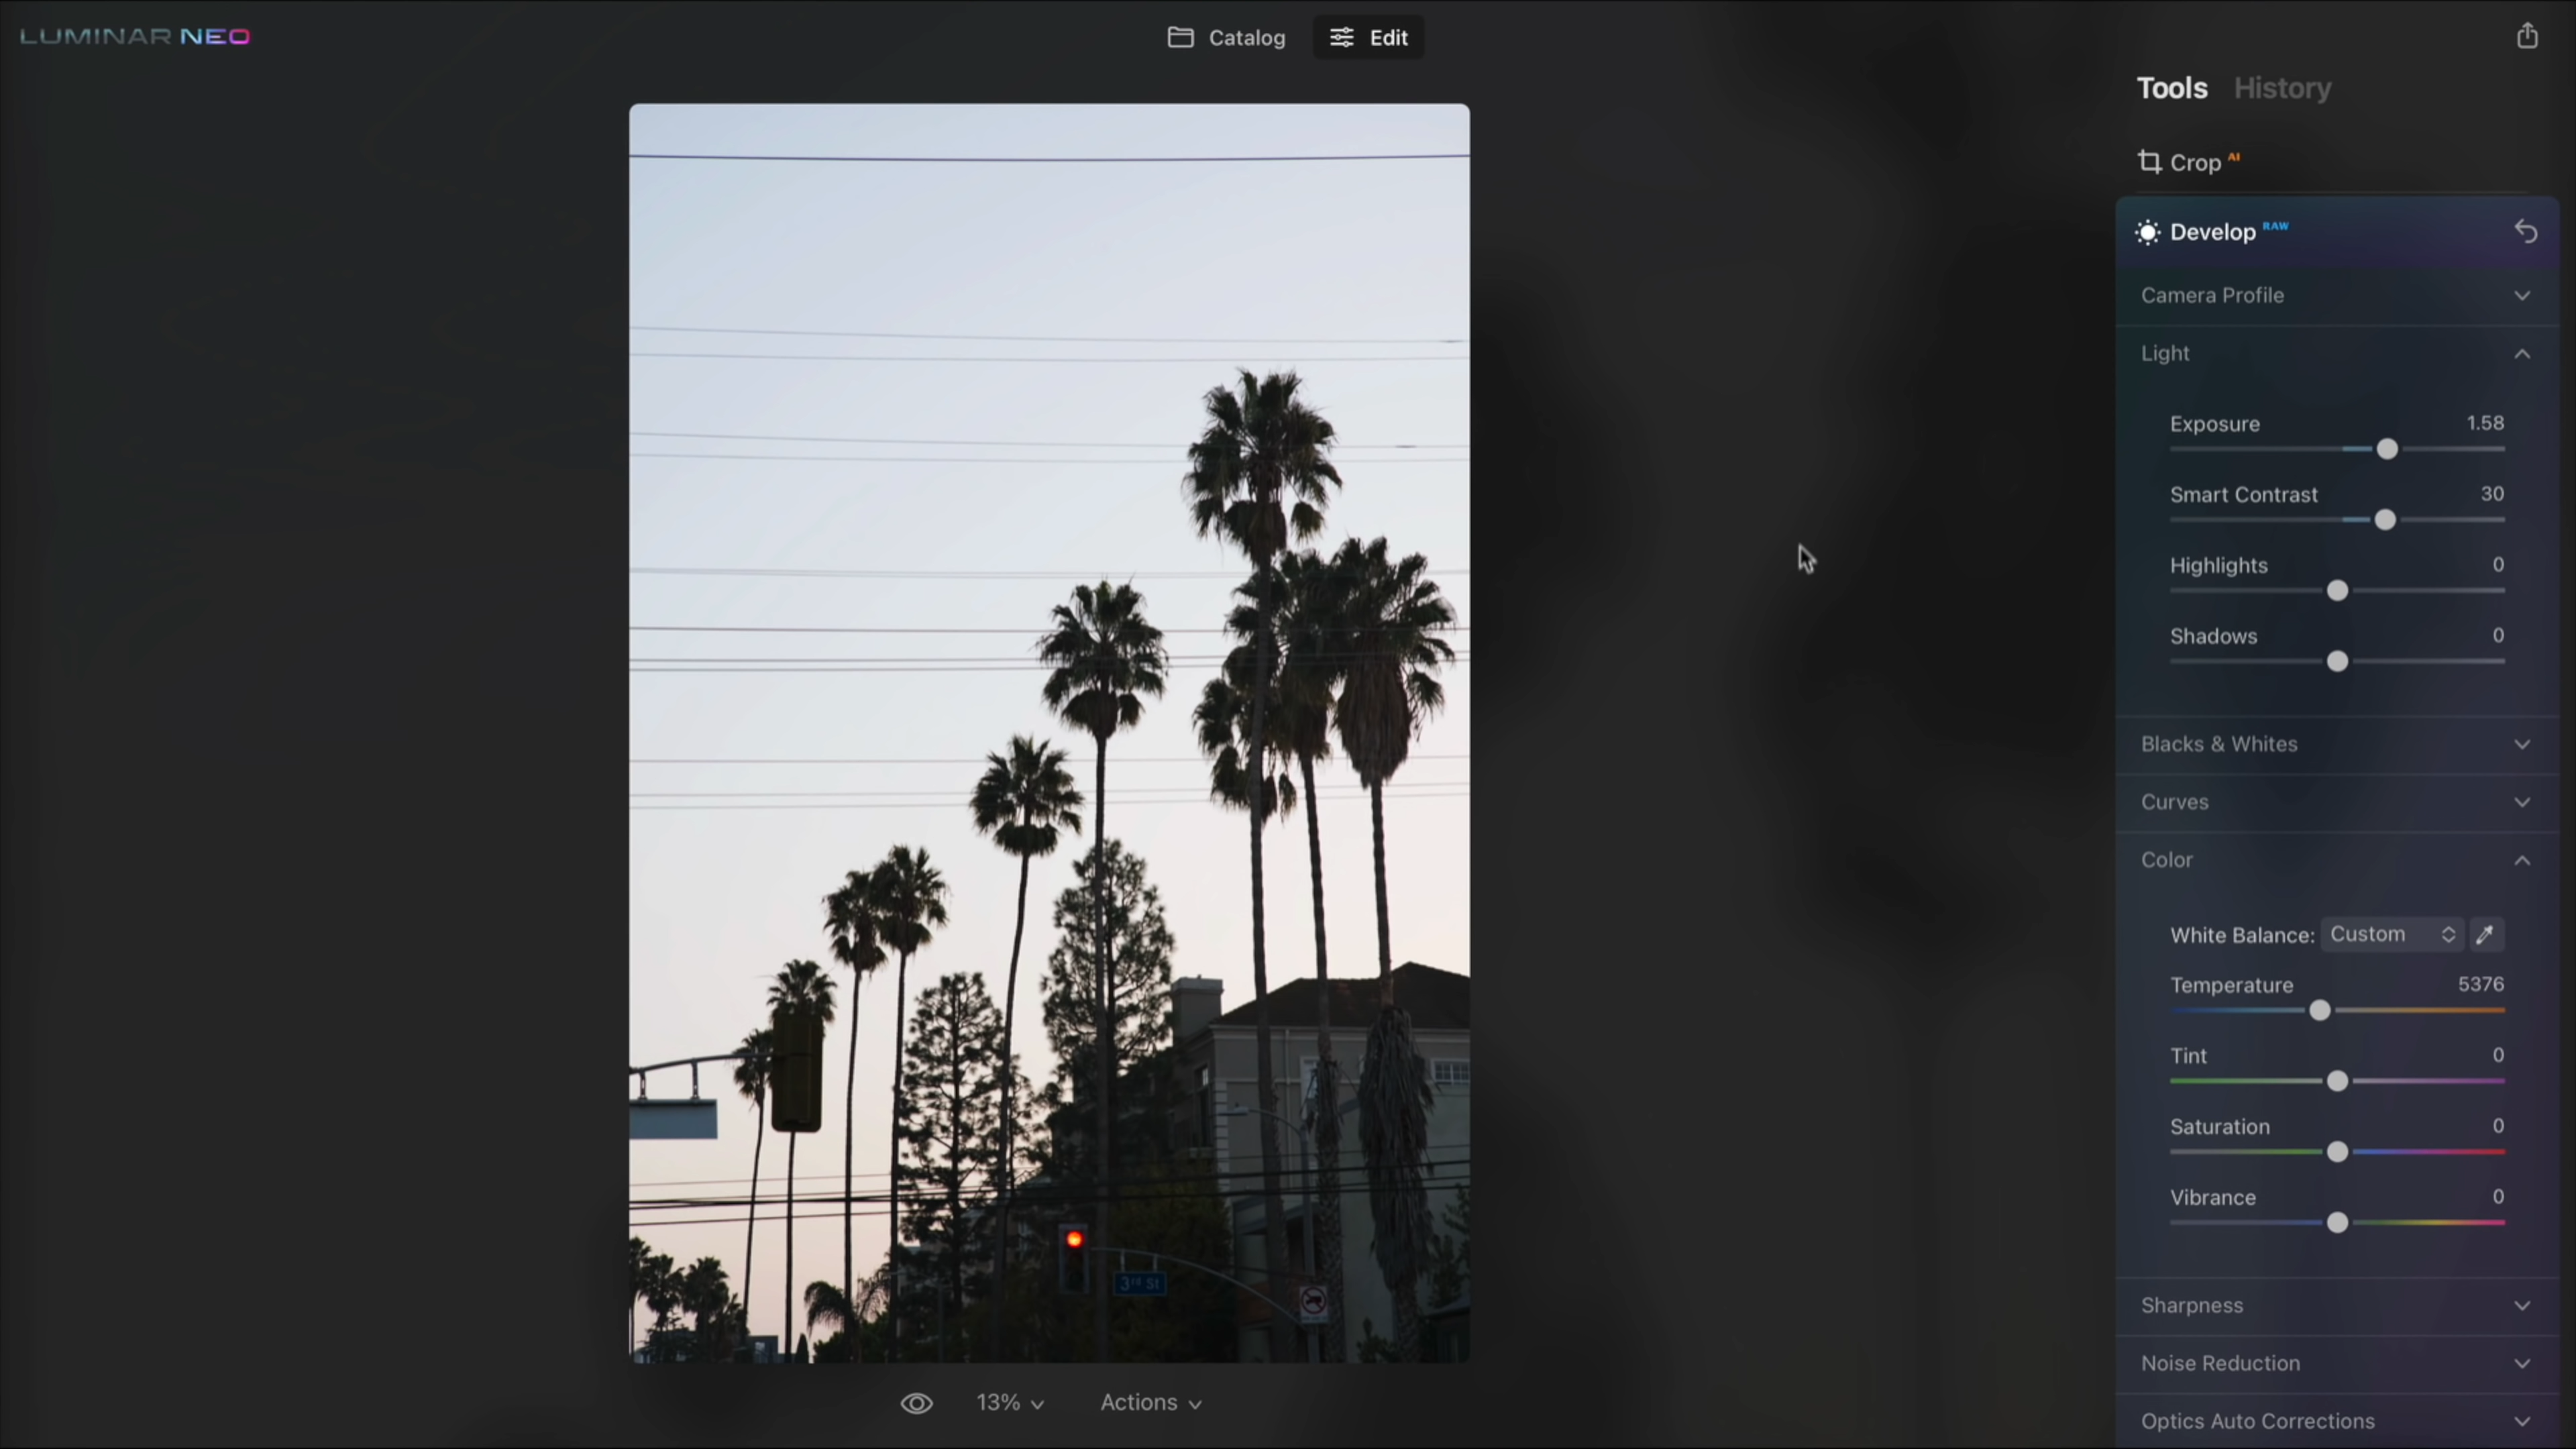 LUMINAR NEO
Catalog
Edit
Tools
History
Crop AI
Develop RAW
Camera Profile
Light
Exposure
1.58
Smart Contrast
30
Highlights
0
Shadows
0
Blacks & Whites
Curves
Color
White Balance:
Custom
Temperature
5376
Tint
0
Saturation
0
Vibrance
0
Sharpness
Noise Reduction
Optics Auto Corrections
3rd St
13%
Actions